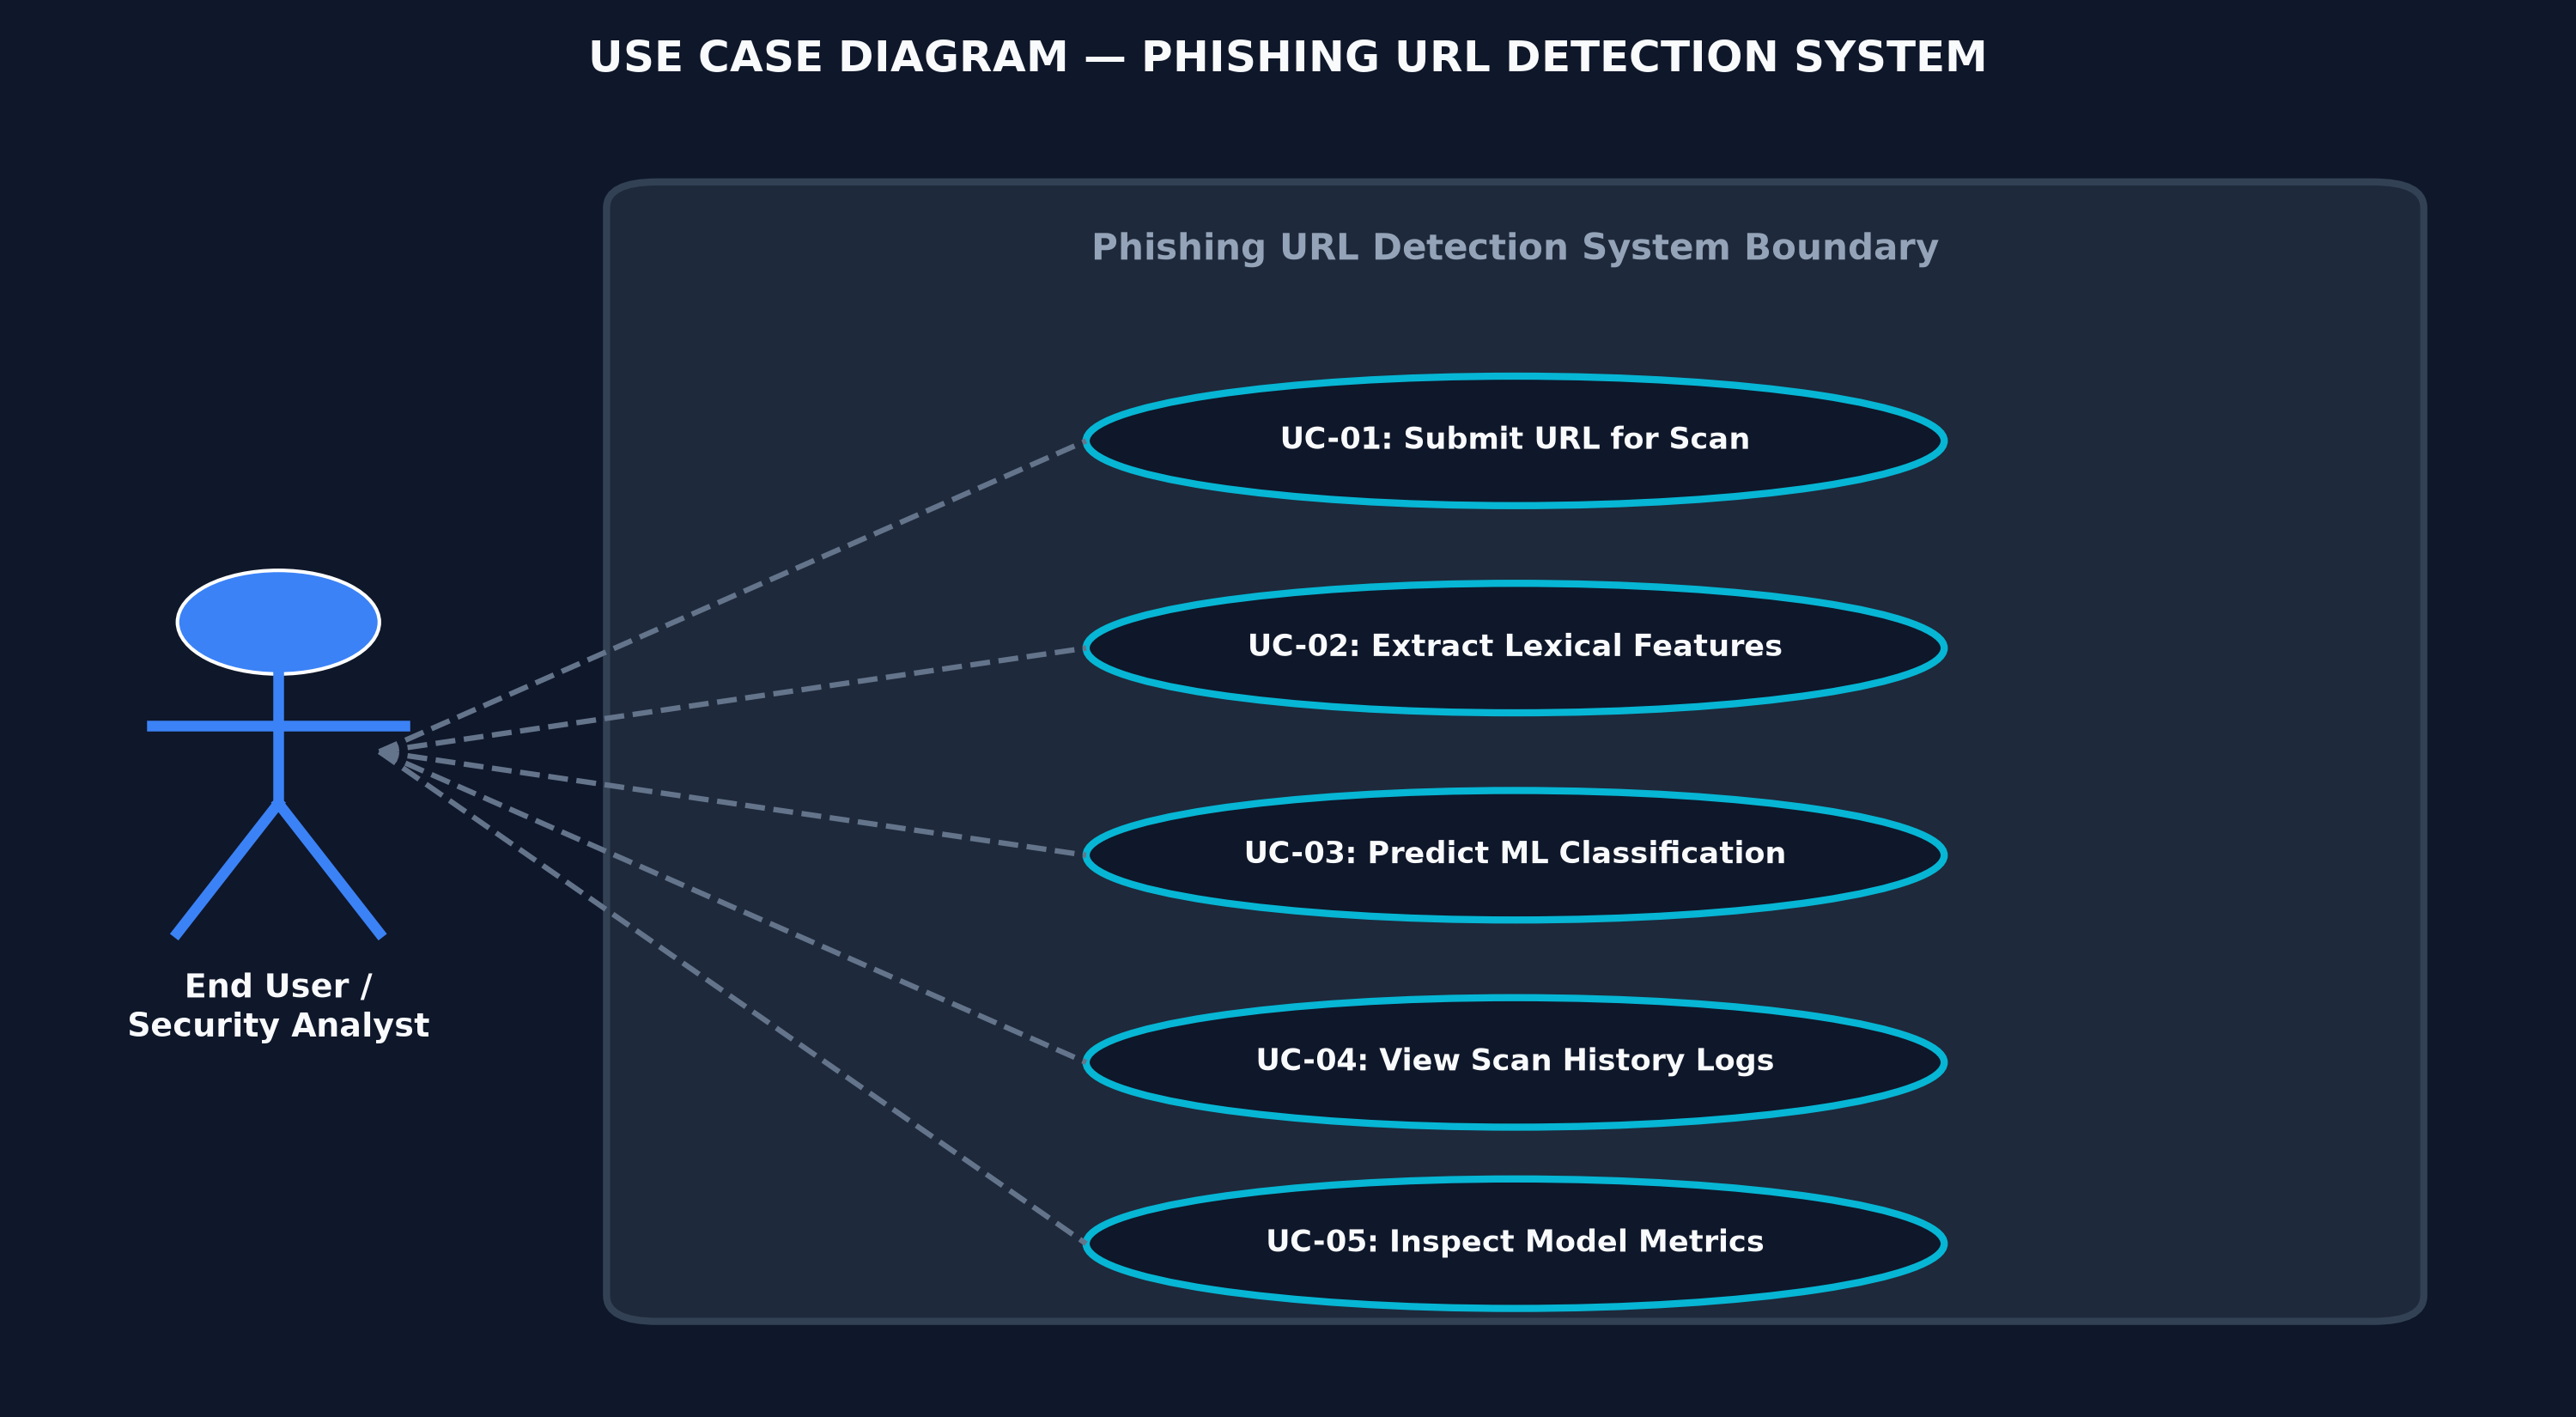 USE CASE DIAGRAM — PHISHING URL DETECTION SYSTEM
Phishing URL Detection System Boundary
UC-01: Submit URL for Scan
UC-02: Extract Lexical Features
UC-03: Predict ML Classification
UC-04: View Scan History Logs
UC-05: Inspect Model Metrics
End User /
Security Analyst